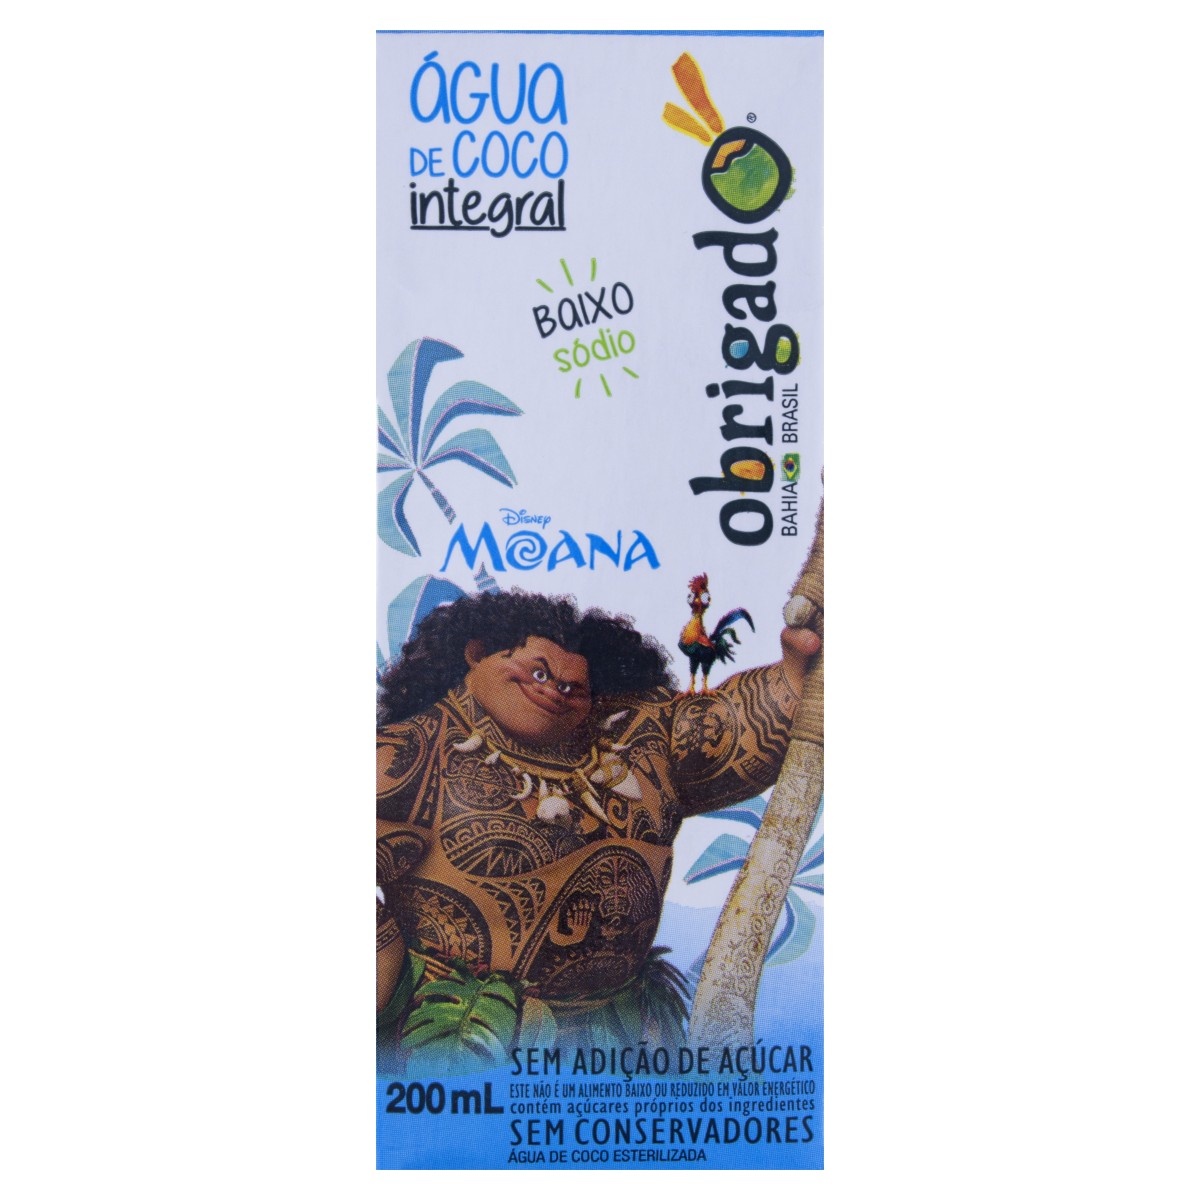 ÁGUA
DE COCO
integral
obrigado®
BAHIA BRASIL
BAIXO
sódio
Disney
MOANA
200 mL
SEM ADIÇÃO DE AÇÚCAR
ESTE NÃO É UM ALIMENTO BAIXO OU REDUZIDO EM VALOR ENERGÉTICO
contém açúcares próprios dos ingredientes
SEM CONSERVADORES
ÁGUA DE COCO ESTERILIZADA